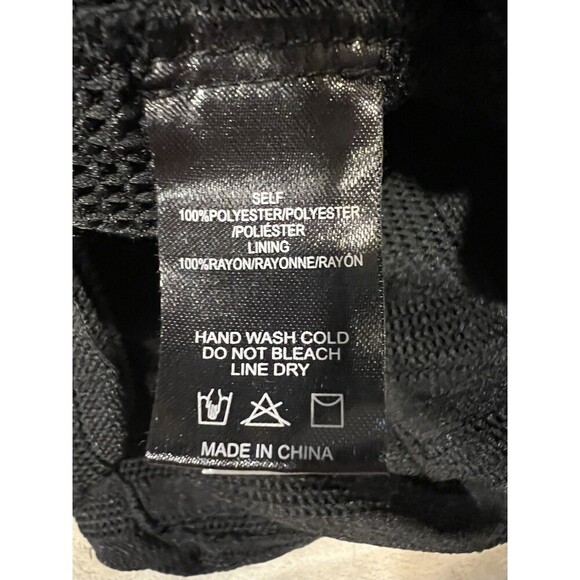 SELF
100%POLYESTER/POLYESTER
/POLIÉSTER
LINING
100%RAYON/RAYONNE/RAYÓN
HAND WASH COLD
DO NOT BLEACH
LINE DRY
MADE IN CHINA